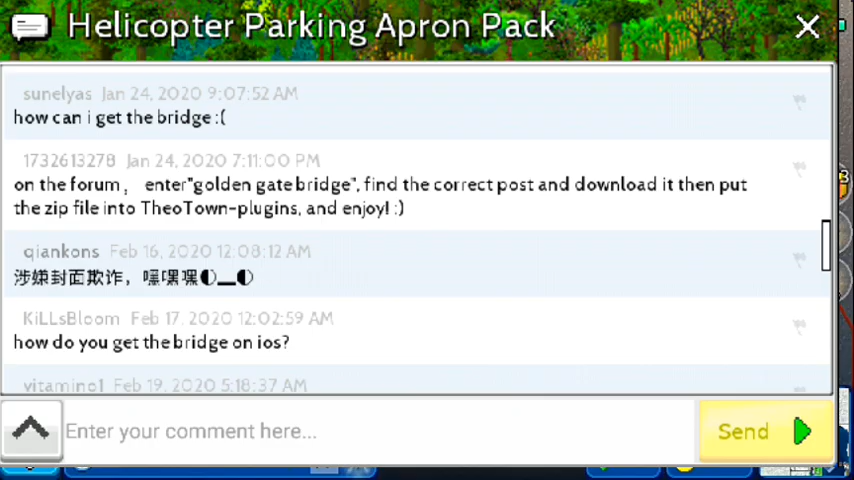 Helicopter Parking Apron Pack
sunelyas Jan 24, 2020 9:07:52 AM
how can i get the bridge :(
1732613278 Jan 24, 2020 7:11:00 PM
on the forum， enter"golden gate bridge", find the correct post and download it then put
the zip file into TheoTown-plugins, and enjoy! :)
qiankons Feb 16, 2020 12:08:12 AM
涉嫌封面欺诈，嘿嘿嘿◐▂◐
KiLLsBloom Feb 17, 2020 12:02:59 AM
how do you get the bridge on ios?
vitamino1 Feb 19, 2020 5:18:37 AM
Enter your comment here...
Send